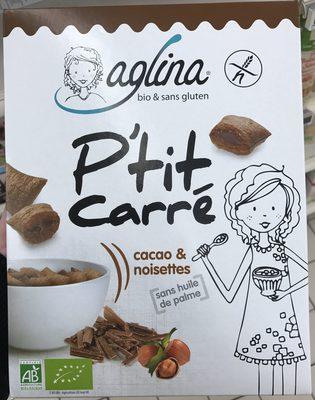 aglina®
bio & sans gluten
P'tit
carré
cacao &
noisettes
sans huile
de palme
AB